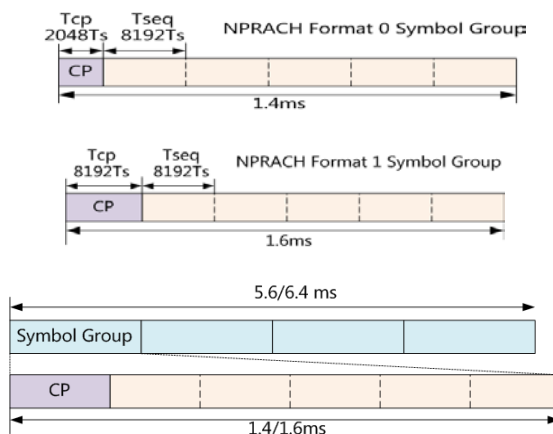 Tcp Tseq
2048Ts 8192Ts
NPRACH Format 0 Symbol Group:
CP
1.4ms
Tcp Tseq
8192Ts 8192Ts
NPRACH Format 1 Symbol Group
CP
1.6ms
5.6/6.4 ms
Symbol Group
CP
1.4/1.6ms